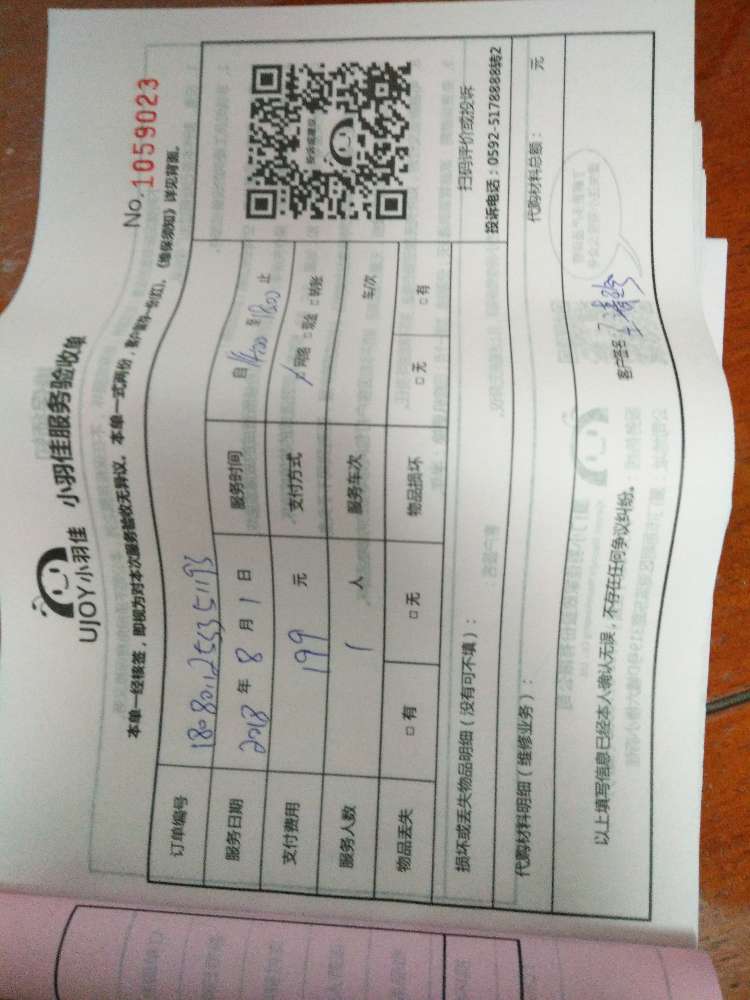 UJOY小羽佳 小羽佳服务验收单
No.1059023
本单一经核签，即视为对本次服务验收无异议。本单一式两份，客户留存一份(红)。《维保须知》详见背面。
订单编号
服务日期 2018 年 8 月 1 日 服务时间 自 14:00 至 18:00 止
支付费用 199 元 支付方式 网络 □现金 □转账
服务人数 1 人 服务车次 车/次
物品丢失 □有 □无 物品损坏 □无 □有
扫码评价或投诉
投诉电话：0592-5178888转2
损坏或丢失物品明细（没有可不填）：
代购材料明细（维修业务）： 代购材料总额： 元
以上填写信息已经本人确认无误，不存在任何争议纠纷。 客户签名